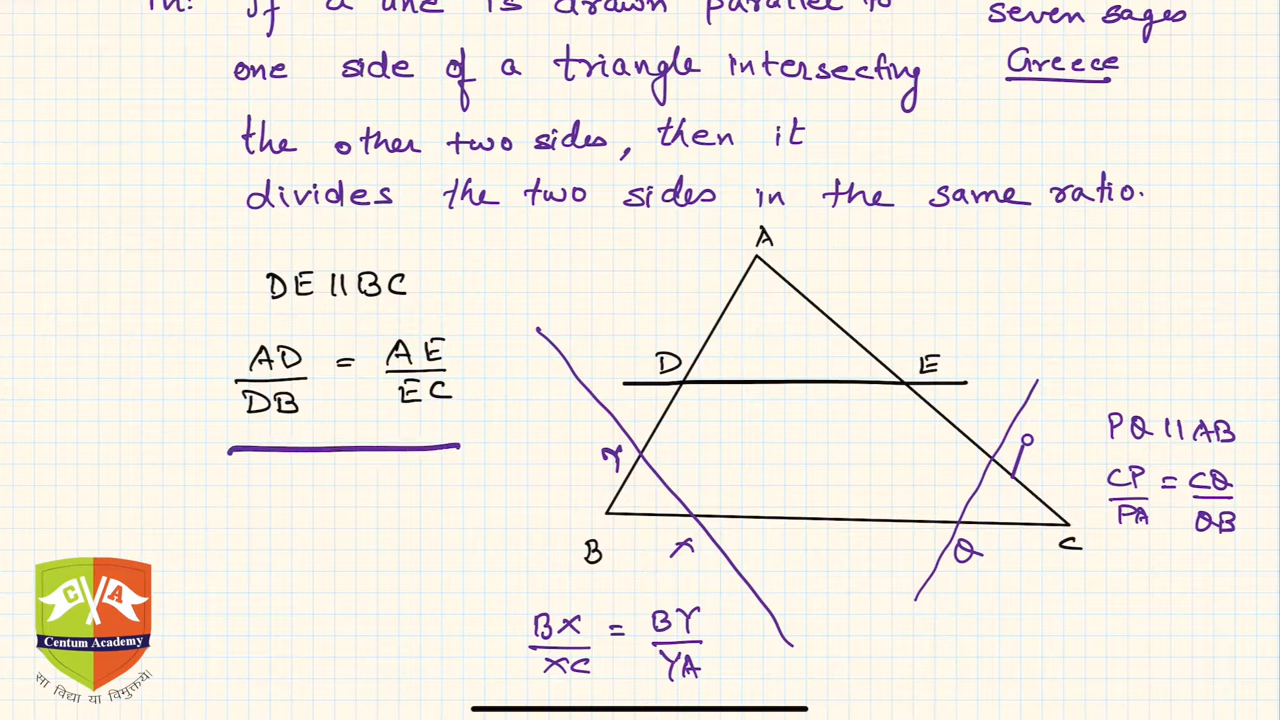 Th: If a line is drawn parallel to
seven sages
one side of a triangle intersecting
Greece
the other two sides, then it
divides the two sides in the same ratio.
A
DE || BC
AD/DB = AE/EC
D
E
P
Y
PQ || AB
CP/PA = CQ/QB
B
X
Q
C
BX/XC = BY/YA
C A
Centum Academy
सा विद्या या विमुक्तये।